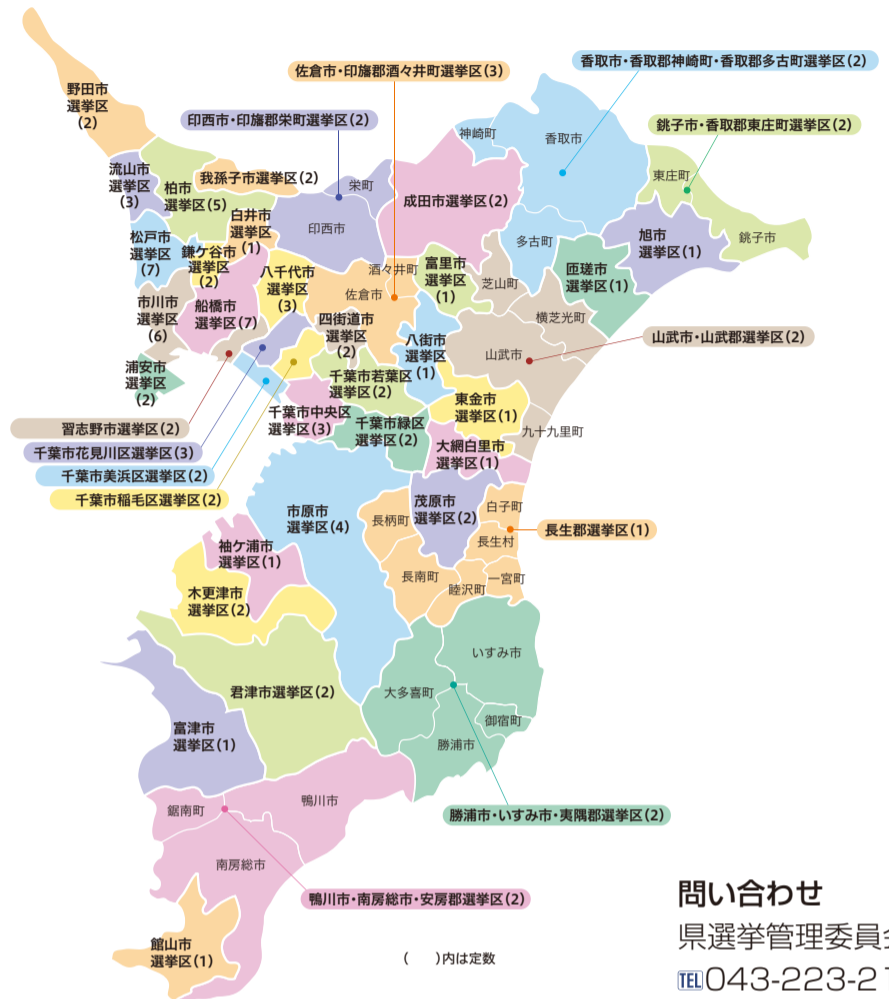 佐倉市・印旛郡酒々井町選挙区(3)
香取市・香取郡神崎町・香取郡多古町選挙区(2)
印西市・印旛郡栄町選挙区(2)
銚子市・香取郡東庄町選挙区(2)
野田市
選挙区
(2)
神崎町
香取市
東庄町
流山市
選挙区
(3)
柏市
選挙区(5)
我孫子市選挙区(2)
栄町
成田市選挙区(2)
白井市
選挙区
(1)
印西市
多古町
旭市
選挙区(1)
銚子市
松戸市
選挙区
(7)
鎌ケ谷市
選挙区
(2)
八千代市
選挙区
(3)
酒々井町
佐倉市
富里市
選挙区
(1)
芝山町
匝瑳市
選挙区(1)
市川市
選挙区
(6)
船橋市
選挙区(7)
四街道市
選挙区
(2)
八街市
選挙区
(1)
横芝光町
山武市
山武市・山武郡選挙区(2)
浦安市
選挙区
(2)
千葉市若葉区
選挙区(2)
東金市
選挙区(1)
千葉市中央区
選挙区(3)
千葉市緑区
選挙区(2)
九十九里町
習志野市選挙区(2)
大網白里市
選挙区(1)
千葉市花見川区選挙区(3)
千葉市美浜区選挙区(2)
千葉市稲毛区選挙区(2)
市原市
選挙区(4)
長柄町
茂原市
選挙区(2)
白子町
長生郡選挙区(1)
長生村
袖ケ浦市
選挙区(1)
長南町
睦沢町
一宮町
木更津市
選挙区(2)
いすみ市
君津市選挙区(2)
大多喜町
御宿町
富津市
選挙区(1)
勝浦市
鋸南町
鴨川市
勝浦市・いすみ市・夷隅郡選挙区(2)
南房総市
鴨川市・南房総市・安房郡選挙区(2)
館山市
選挙区(1)
(　)内は定数
問い合わせ
県選挙管理委員
TEL043-223-2